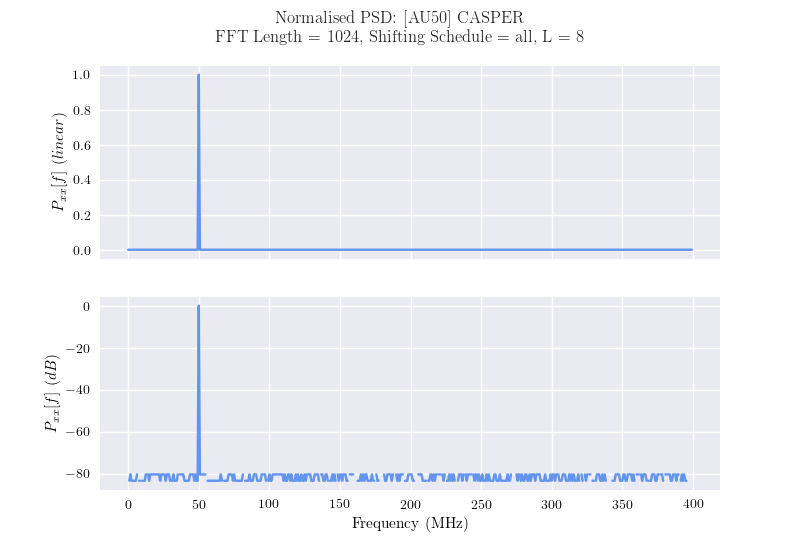 Normalised PSD: [AU50] CASPER
FFT Length = 1024, Shifting Schedule = all, L = 8
1.0
0.8
0.6
0.4
0.2
0.0
P_xx[f] (linear)
0
−20
−40
−60
−80
P_xx[f] (dB)
0 50 100 150 200 250 300 350 400
Frequency (MHz)